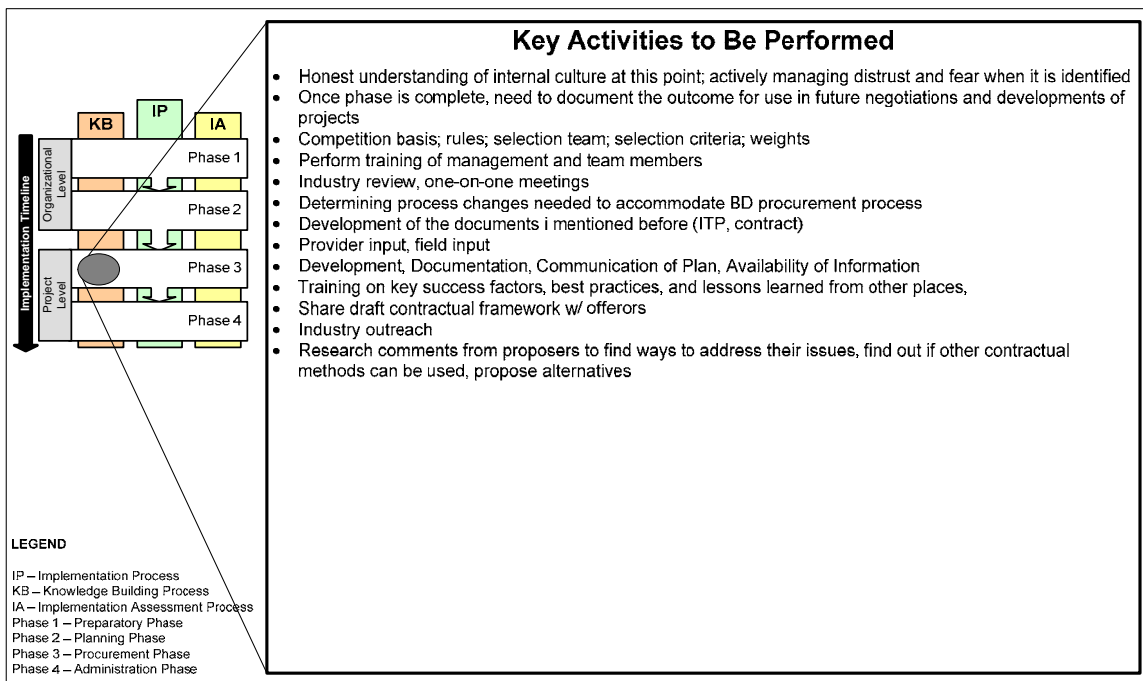 Key Activities to Be Performed
• Honest understanding of internal culture at this point; actively managing distrust and fear when it is identified
• Once phase is complete, need to document the outcome for use in future negotiations and developments of
projects
• Competition basis; rules; selection team; selection criteria; weights
• Perform training of management and team members
• Industry review, one-on-one meetings
• Determining process changes needed to accommodate BD procurement process
• Development of the documents i mentioned before (ITP, contract)
• Provider input, field input
• Development, Documentation, Communication of Plan, Availability of Information
• Training on key success factors, best practices, and lessons learned from other places,
• Share draft contractual framework w/ offerors
• Industry outreach
• Research comments from proposers to find ways to address their issues, find out if other contractual
methods can be used, propose alternatives
KB
IP
IA
Implementation Timeline
Organizational
Level
Project
Level
Phase 1
Phase 2
Phase 3
Phase 4
LEGEND
IP – Implementation Process
KB – Knowledge Building Process
IA – Implementation Assessment Process
Phase 1 – Preparatory Phase
Phase 2 – Planning Phase
Phase 3 – Procurement Phase
Phase 4 – Administration Phase